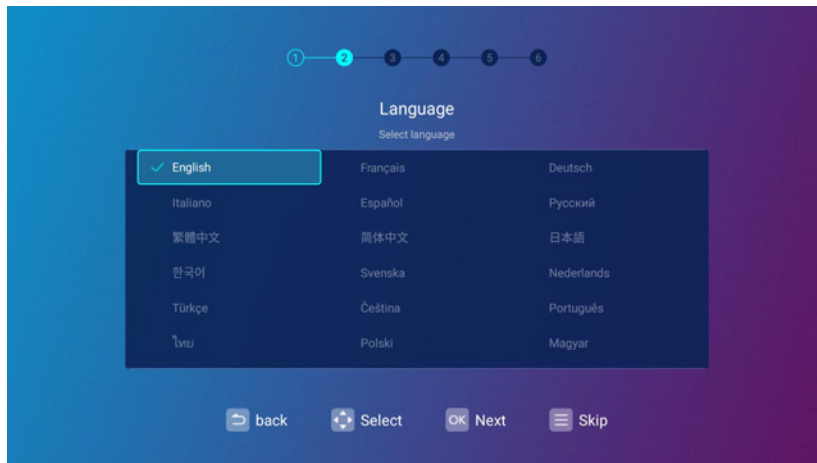 1 2 3 4 5 6
Language
Select language
English Français Deutsch
Italiano Español Русский
繁體中文 简体中文 日本語
한국어 Svenska Nederlands
Türkçe Čeština Português
ไทย Polski Magyar
back Select OK Next Skip